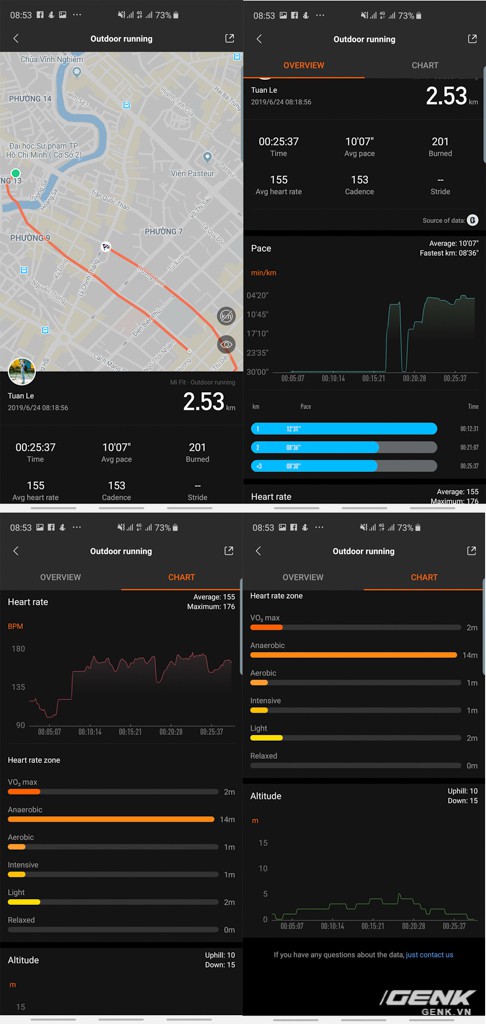 08:53 ... 73%
Outdoor running
Chùa Vĩnh Nghiêm
PHƯỜNG 14
Đại học Sư phạm TP
Hồ Chí Minh ( Cơ Sở 2)
NG 13
Viện Pasteur
PHƯỜNG 9
PHƯỜNG 7
Tuan Le
Mi Fit · Outdoor running
2019/6/24 08:18:56
2.53 km
00:25:37 10'07" 201
Time Avg pace Burned
155 153 --
Avg heart rate Cadence Stride
08:53 ... 73%
Outdoor running
OVERVIEW CHART
Tuan Le
2019/6/24 08:18:56
2.53 km
00:25:37 10'07" 201
Time Avg pace Burned
155 153 --
Avg heart rate Cadence Stride
Source of data:
Pace
Average: 10'07"
Fastest km: 08'36"
min/km
04'20"
10'45"
17'10"
23'35"
30'00"
00:05:07 00:10:14 00:15:21 00:20:28 00:25:37
km Pace Time
1 12'31" 00:12:31
2 08'36" 00:21:07
<3 08'30" 00:25:37
Heart rate
Average: 155
Maximum: 176
08:53 ... 73%
Outdoor running
OVERVIEW CHART
Heart rate
Average: 155
Maximum: 176
BPM
180
135
90
00:05:07 00:10:14 00:15:21 00:20:28 00:25:37
Heart rate zone
VO₂ max
2m
Anaerobic
14m
Aerobic
1m
Intensive
1m
Light
2m
Relaxed
0m
Altitude
Uphill: 10
Down: 15
m
15
08:53 ... 73%
Outdoor running
OVERVIEW CHART
Heart rate zone
VO₂ max
2m
Anaerobic
14m
Aerobic
1m
Intensive
1m
Light
2m
Relaxed
0m
Altitude
Uphill: 10
Down: 15
m
15
10
5
0
00:05:07 00:10:14 00:15:21 00:20:28 00:25:37
If you have any questions about the data, just contact us
GENK
GENK.VN